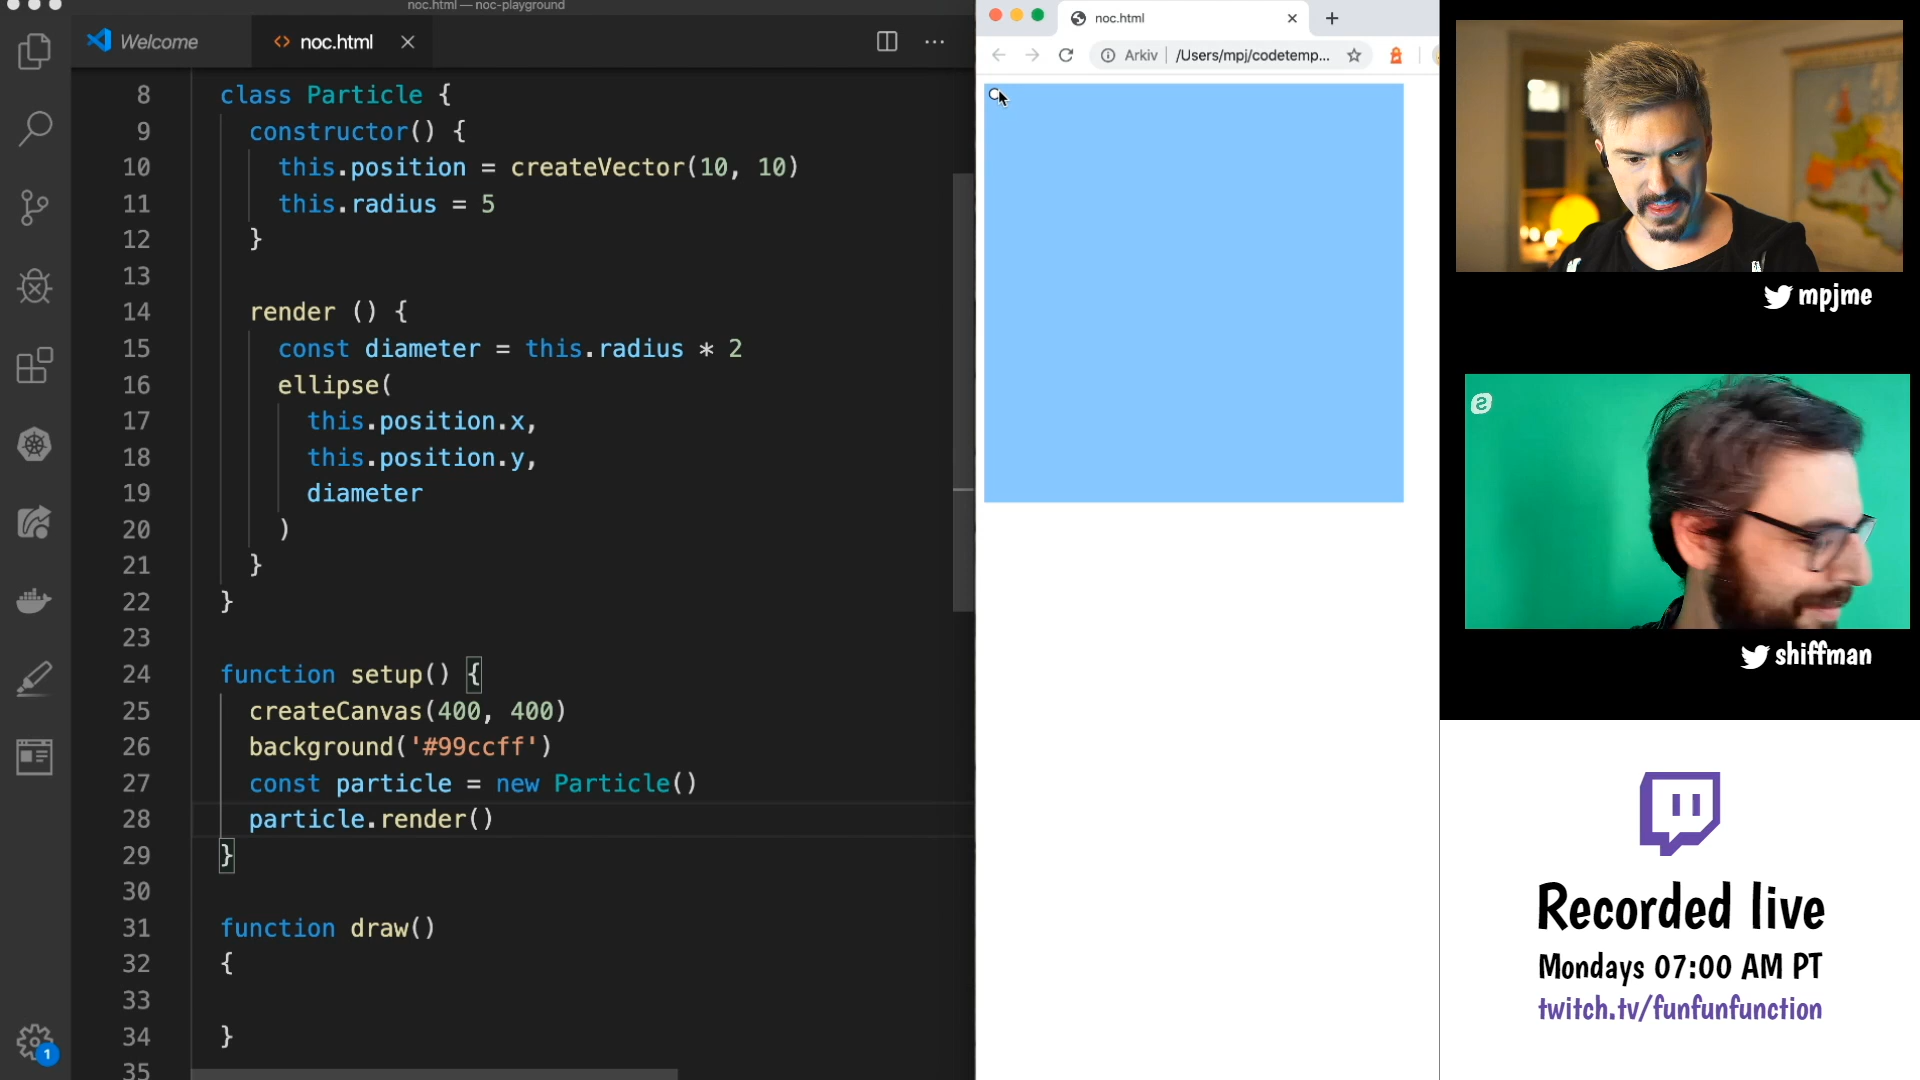 noc.html — noc-playground
Welcome
noc.html
8 class Particle {
9 constructor() {
10 this.position = createVector(10, 10)
11 this.radius = 5
12 }
13
14 render () {
15 const diameter = this.radius * 2
16 ellipse(
17 this.position.x,
18 this.position.y,
19 diameter
20 )
21 }
22 }
23
24 function setup() {
25 createCanvas(400, 400)
26 background('#99ccff')
27 const particle = new Particle()
28 particle.render()
29 }
30
31 function draw()
32 {
33
34 }
35
1
noc.html
Arkiv /Users/mpj/codetemp...
mpjme
shiffman
Recorded live
Mondays 07:00 AM PT
twitch.tv/funfunfunction